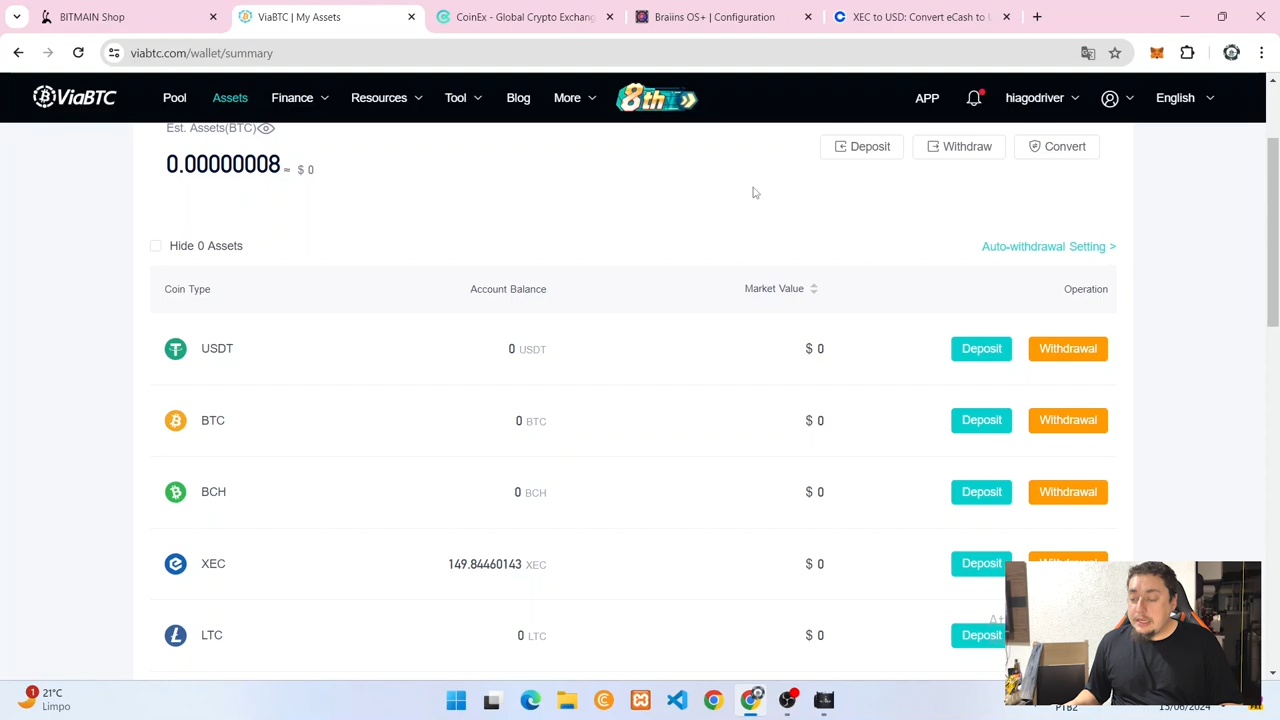 BITMAIN Shop
ViaBTC | My Assets
CoinEx - Global Crypto Exchang
Braiins OS+ | Configuration
XEC to USD: Convert eCash to U
viabtc.com/wallet/summary
ViaBTC
Pool
Assets
Finance
Resources
Tool
Blog
More
8th
APP
hiagodriver
English
Est. Assets(BTC)
0.00000008 ≈ $ 0
Deposit
Withdraw
Convert
Hide 0 Assets
Auto-withdrawal Setting >
Coin Type
Account Balance
Market Value
Operation
USDT
0 USDT
$ 0
Deposit
Withdrawal
BTC
0 BTC
$ 0
Deposit
Withdrawal
BCH
0 BCH
$ 0
Deposit
Withdrawal
XEC
149.84460143 XEC
$ 0
Deposit
LTC
0 LTC
$ 0
Deposit
1
21°C
Limpo
PTB2
15/06/2024